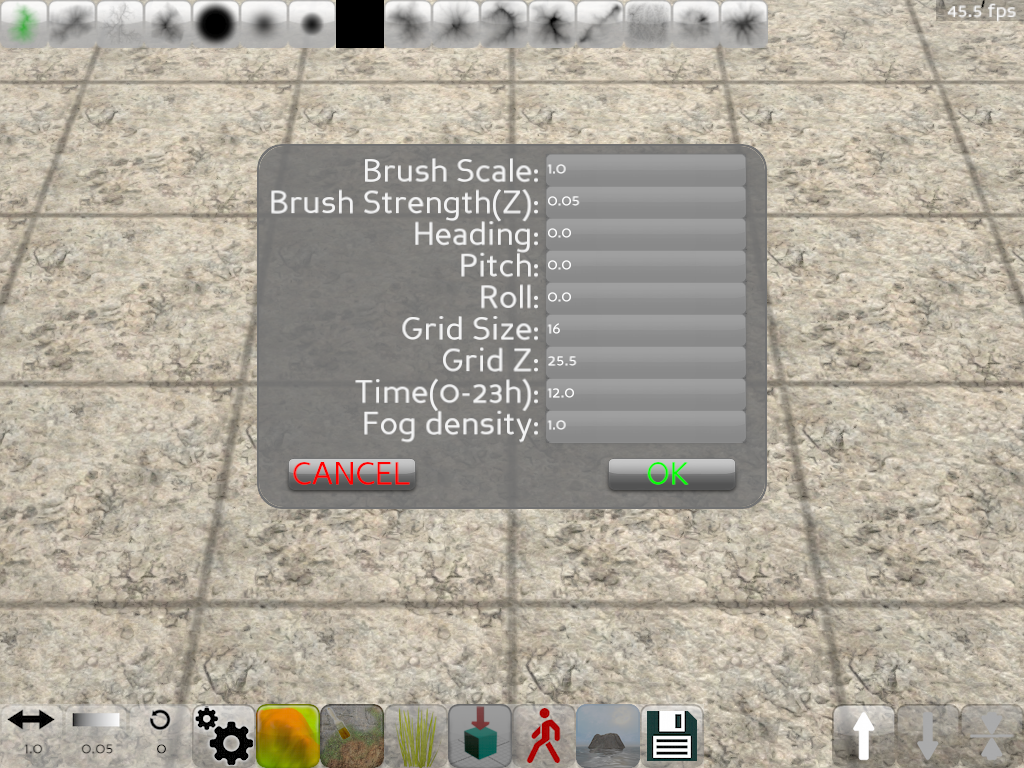 45.5 fps
Brush Scale: 1.0
Brush Strength(Z): 0.05
Heading: 0.0
Pitch: 0.0
Roll: 0.0
Grid Size: 16
Grid Z: 25.5
Time(0-23h): 12.0
Fog density: 1.0
CANCEL OK
1.0 0.05 0